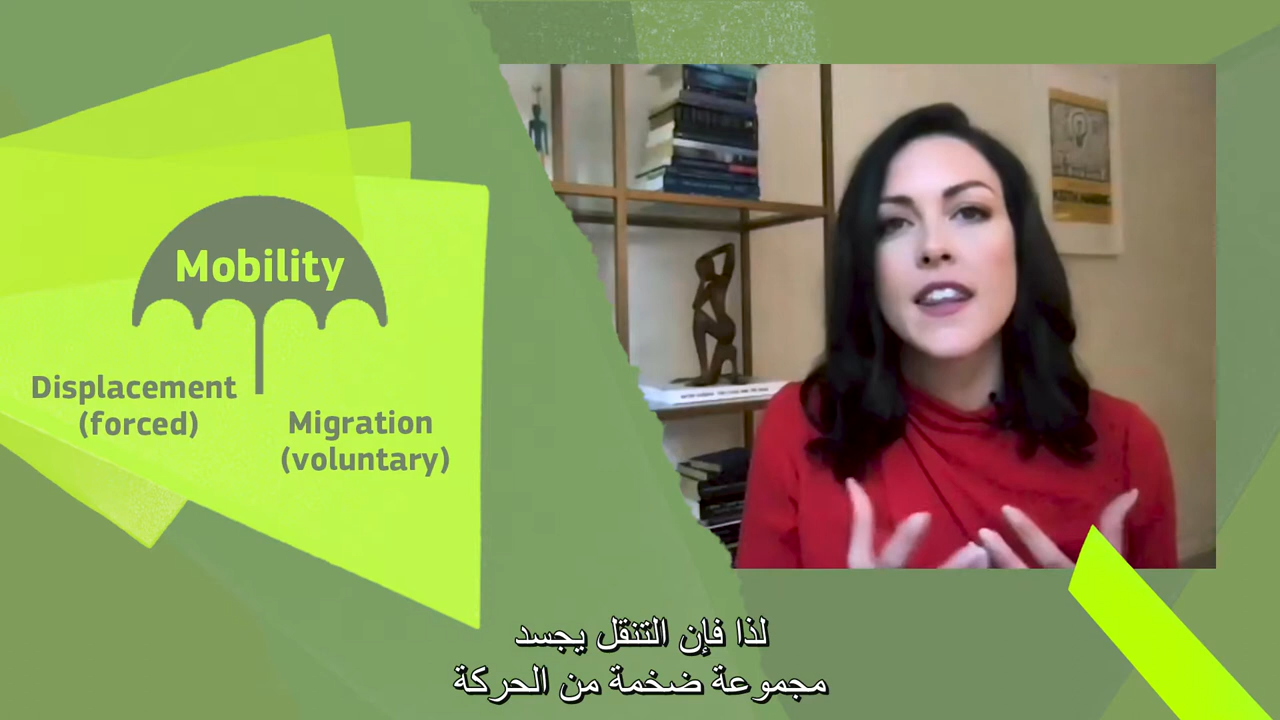 Mobility
Displacement
(forced)
Migration
(voluntary)
لذا فإن التنقل يجسد
مجموعة ضخمة من الحركة